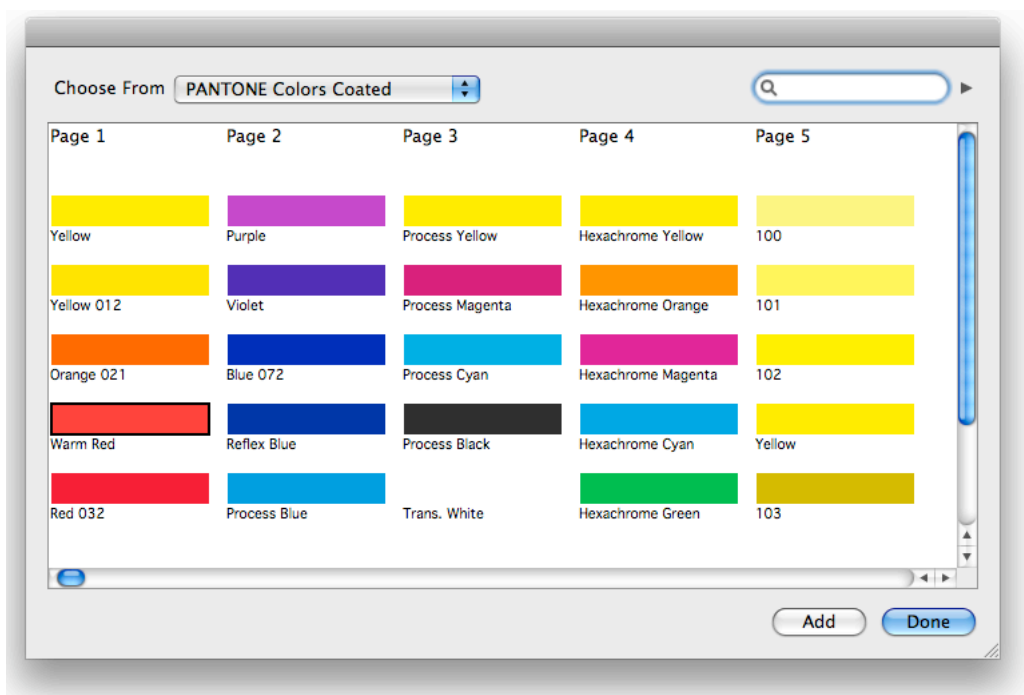 Choose From PANTONE Colors Coated
Page 1 Page 2 Page 3 Page 4 Page 5
Yellow Purple Process Yellow Hexachrome Yellow 100
Yellow 012 Violet Process Magenta Hexachrome Orange 101
Orange 021 Blue 072 Process Cyan Hexachrome Magenta 102
Warm Red Reflex Blue Process Black Hexachrome Cyan Yellow
Red 032 Process Blue Trans. White Hexachrome Green 103
Add Done